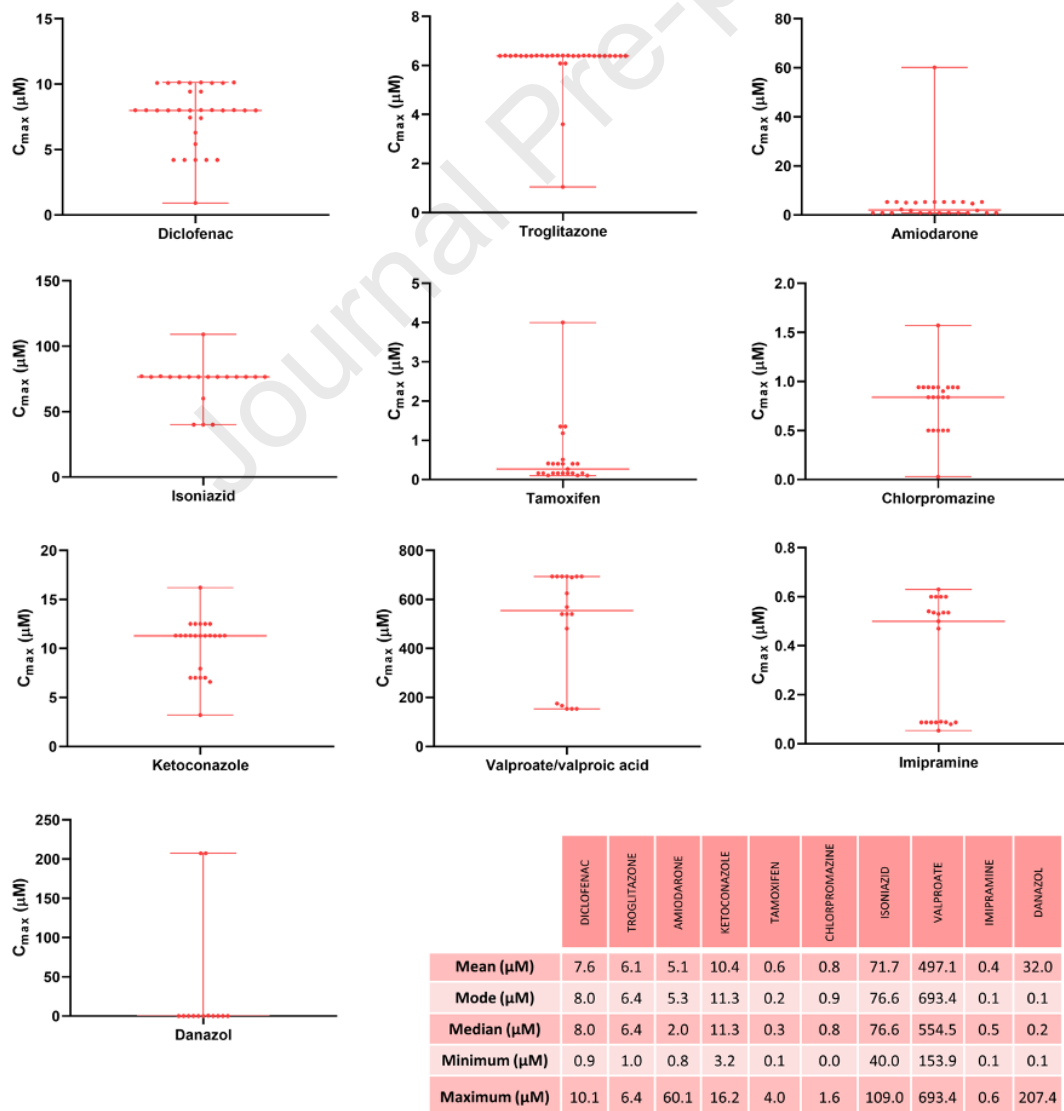 Journal Pre-p
15
10
5
0
Cmax (µM)
Diclofenac
8
6
4
2
0
Cmax (µM)
Troglitazone
80
60
40
20
0
Cmax (µM)
Amiodarone
150
100
50
0
Cmax (µM)
Isoniazid
5
4
3
2
1
0
Cmax (µM)
Tamoxifen
2.0
1.5
1.0
0.5
0.0
Cmax (µM)
Chlorpromazine
20
15
10
5
0
Cmax (µM)
Ketoconazole
800
600
400
200
0
Cmax (µM)
Valproate/valproic acid
0.8
0.6
0.4
0.2
0.0
Cmax (µM)
Imipramine
250
200
150
100
50
0
Cmax (µM)
Danazol
DICLOFENAC TROGLITAZONE AMIODARONE KETOCONAZOLE TAMOXIFEN CHLORPROMAZINE ISONIAZID VALPROATE IMIPRAMINE DANAZOL
Mean (µM) 7.6 6.1 5.1 10.4 0.6 0.8 71.7 497.1 0.4 32.0
Mode (µM) 8.0 6.4 5.3 11.3 0.2 0.9 76.6 693.4 0.1 0.1
Median (µM) 8.0 6.4 2.0 11.3 0.3 0.8 76.6 554.5 0.5 0.2
Minimum (µM) 0.9 1.0 0.8 3.2 0.1 0.0 40.0 153.9 0.1 0.1
Maximum (µM) 10.1 6.4 60.1 16.2 4.0 1.6 109.0 693.4 0.6 207.4